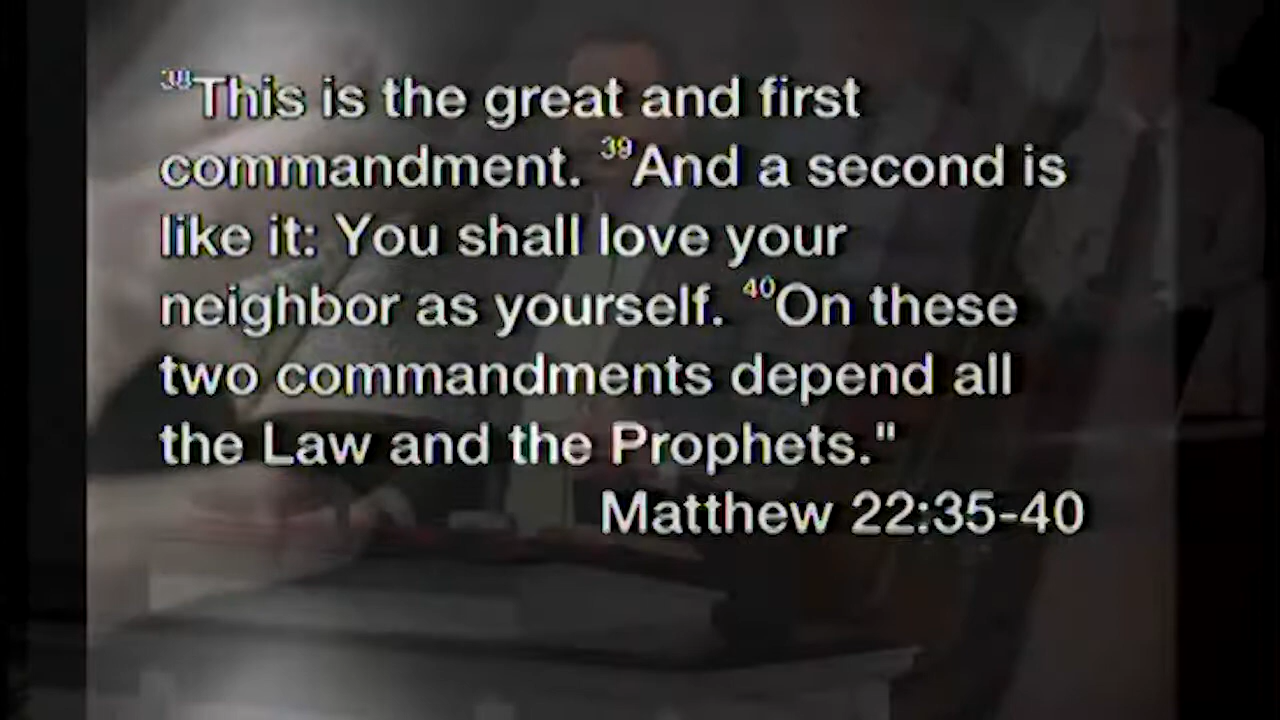 38This is the great and first
commandment. 39And a second is
like it: You shall love your
neighbor as yourself. 40On these
two commandments depend all
the Law and the Prophets."
Matthew 22:35-40